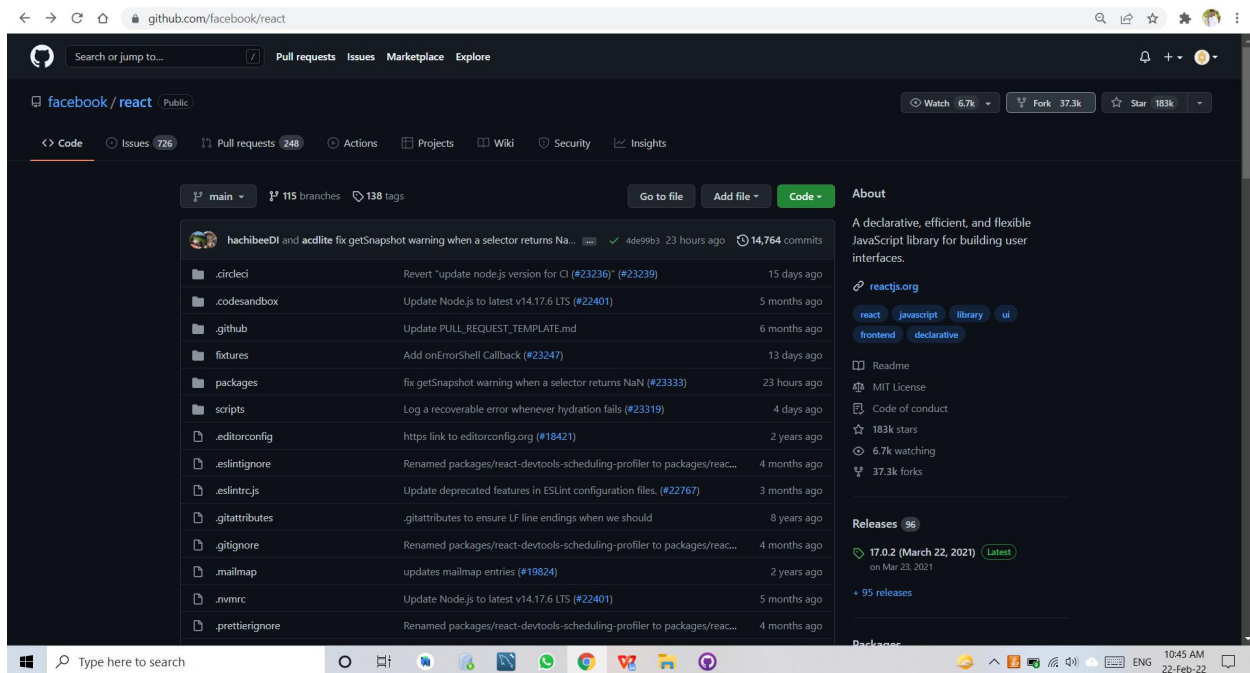 github.com/facebook/react
Search or jump to... / Pull requests Issues Marketplace Explore
facebook / react Public
Watch 6.7k Fork 37.3k Star 183k
<> Code Issues 726 Pull requests 248 Actions Projects Wiki Security Insights
main 115 branches 138 tags Go to file Add file Code
hachibeeDI and acdlite fix getSnapshot warning when a selector returns Na... ... 4de99b3 23 hours ago 14,764 commits
.circleci Revert "update node.js version for CI (#23236)" (#23239) 15 days ago
.codesandbox Update Node.js to latest v14.17.6 LTS (#22401) 5 months ago
.github Update PULL_REQUEST_TEMPLATE.md 6 months ago
fixtures Add onErrorShell Callback (#23247) 13 days ago
packages fix getSnapshot warning when a selector returns NaN (#23333) 23 hours ago
scripts Log a recoverable error whenever hydration fails (#23319) 4 days ago
.editorconfig https link to editorconfig.org (#18421) 2 years ago
.eslintignore Renamed packages/react-devtools-scheduling-profiler to packages/reac... 4 months ago
.eslintrc.js Update deprecated features in ESLint configuration files. (#22767) 3 months ago
.gitattributes .gitattributes to ensure LF line endings when we should 8 years ago
.gitignore Renamed packages/react-devtools-scheduling-profiler to packages/reac... 4 months ago
.mailmap updates mailmap entries (#19824) 2 years ago
.nvmrc Update Node.js to latest v14.17.6 LTS (#22401) 5 months ago
.prettierignore Renamed packages/react-devtools-scheduling-profiler to packages/reac... 4 months ago
About
A declarative, efficient, and flexible
JavaScript library for building user
interfaces.
reactjs.org
react javascript library ui
frontend declarative
Readme
MIT License
Code of conduct
183k stars
6.7k watching
37.3k forks
Releases 96
17.0.2 (March 22, 2021) Latest
on Mar 23, 2021
+ 95 releases
Packages
Type here to search
ENG
10:45 AM
22-Feb-22